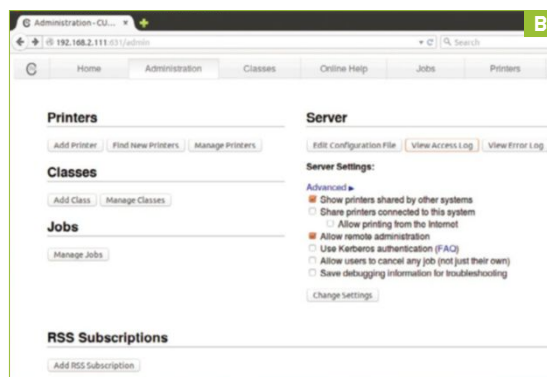 Administration - CU...
B
192.168.2.111:631/admin
Search
Home Administration Classes Online Help Jobs Printers
Printers
Add Printer Find New Printers Manage Printers
Classes
Add Class Manage Classes
Jobs
Manage Jobs
Server
Edit Configuration File View Access Log View Error Log
Server Settings:
Advanced
Show printers shared by other systems
Share printers connected to this system
Allow printing from the Internet
Allow remote administration
Use Kerberos authentication (FAQ)
Allow users to cancel any job (not just their own)
Save debugging information for troubleshooting
Change Settings
RSS Subscriptions
Add RSS Subscription